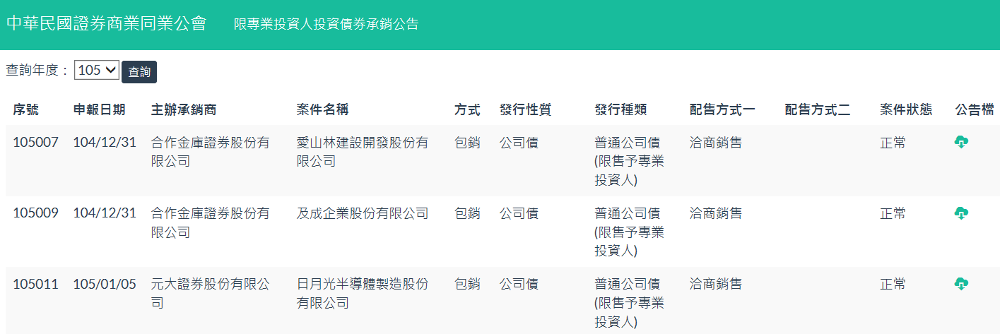 中華民國證券商業同業公會 限專業投資人投資債券承銷公告
查詢年度： 105 查詢
序號 申報日期 主辦承銷商 案件名稱 方式 發行性質 發行種類 配售方式一 配售方式二 案件狀態 公告檔
105007 104/12/31 合作金庫證券股份有 愛山林建設開發股份有 包銷 公司債 普通公司債 洽商銷售 正常
限公司 限公司 (限售予專業
投資人)
105009 104/12/31 合作金庫證券股份有 及成企業股份有限公司 包銷 公司債 普通公司債 洽商銷售 正常
限公司 (限售予專業
投資人)
105011 105/01/05 元大證券股份有限公 日月光半導體製造股份 包銷 公司債 普通公司債 洽商銷售 正常
司 有限公司 (限售予專業
投資人)